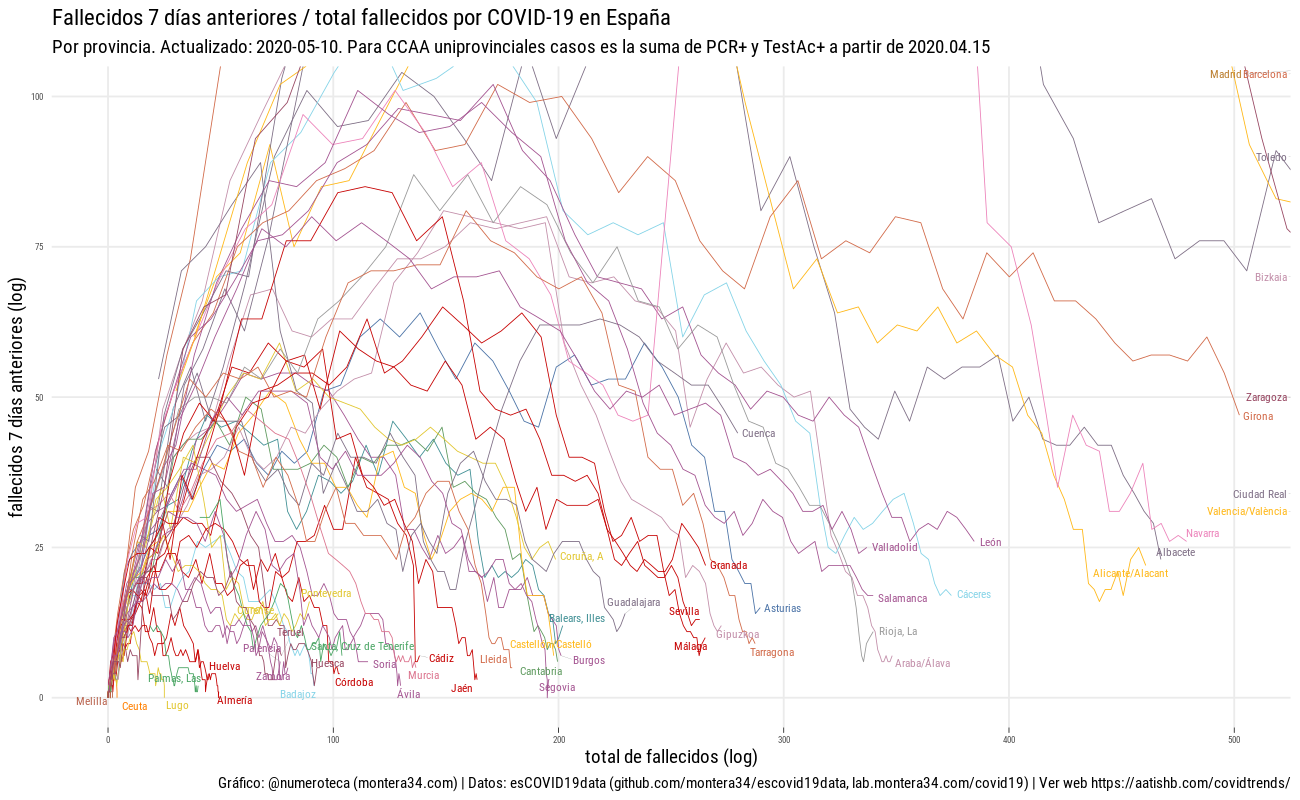 Fallecidos 7 días anteriores / total fallecidos por COVID-19 en España
Por provincia. Actualizado: 2020-05-10. Para CCAA uniprovinciales casos es la suma de PCR+ y TestAc+ a partir de 2020.04.15
fallecidos 7 días anteriores (log)
100
75
50
25
0
Madrid Barcelona
Toledo
Bizkaia
Zaragoza
Girona
Cuenca
Ciudad Real
Valencia/València
Navarra
León
Valladolid
Albacete
Coruña, A
Granada
Alicante/Alacant
Cáceres
Pontevedra
Salamanca
Guadalajara
Asturias
Ourense
Sevilla
Balears, Illes
Teruel
Gipuzkoa
Rioja, La
Palencia
Santa Cruz de Tenerife
Castellón/Castelló
Málaga
Tarragona
Huelva
Huesca
Soria
Cádiz
Lleida
Burgos
Araba/Álava
Palmas, Las
Zamora
Córdoba
Murcia
Cantabria
Jaén
Segovia
Badajoz
Ávila
Melilla
Ceuta
Lugo
Almería
0
100
200
300
400
500
total de fallecidos (log)
Gráfico: @numeroteca (montera34.com) | Datos: esCOVID19data (github.com/montera34/escovid19data, lab.montera34.com/covid19) | Ver web https://aatishb.com/covidtrends/